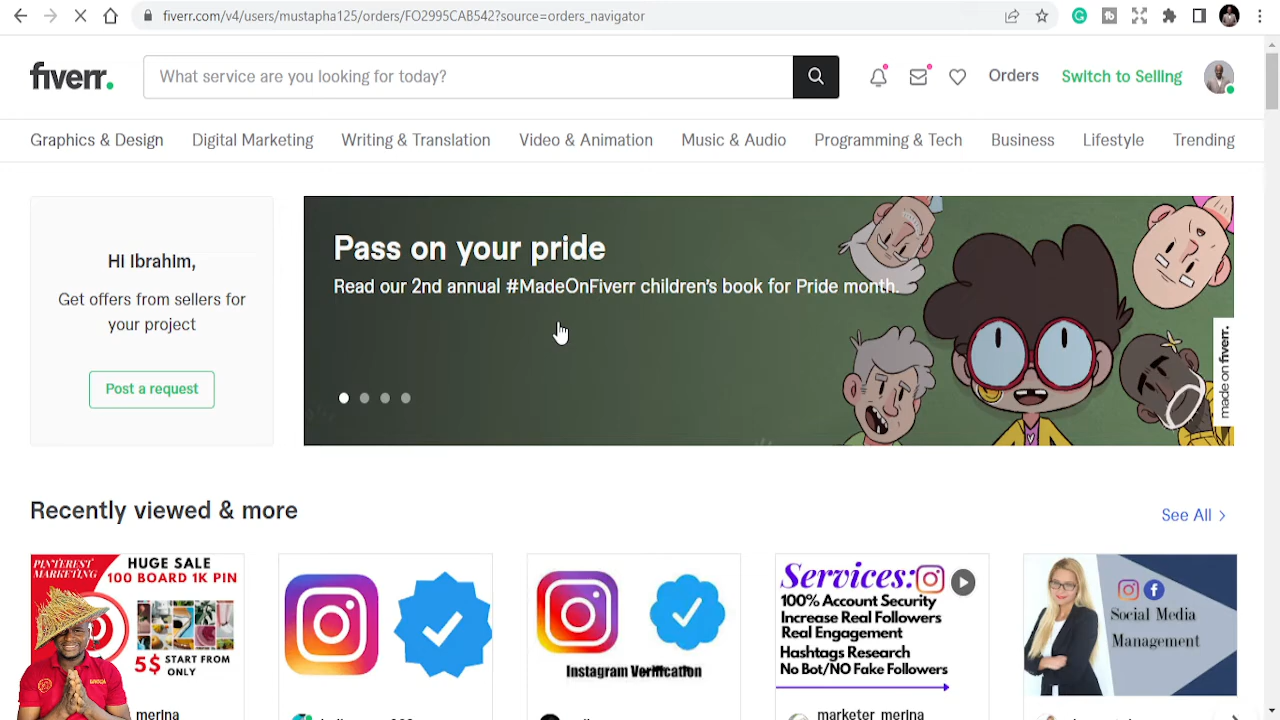 fiverr.com/v4/users/mustapha125/orders/FO2995CAB542?source=orders_navigator
fiverr.
What service are you looking for today?
Orders
Switch to Selling
Graphics & Design
Digital Marketing
Writing & Translation
Video & Animation
Music & Audio
Programming & Tech
Business
Lifestyle
Trending
Hi Ibrahim,
Get offers from sellers for
your project
Post a request
Pass on your pride
Read our 2nd annual #MadeOnFiverr children's book for Pride month.
made on fiverr.
Recently viewed & more
See All
PINTEREST
MARKETING
HUGE SALE
100 BOARD 1K PIN
5$ START FROM
ONLY
Instagram Verification
Services:
100% Account Security
Increase Real Followers
Real Engagement
Hashtags Research
No Bot/NO Fake Followers
Social Media
Management
merina
marketer_merina